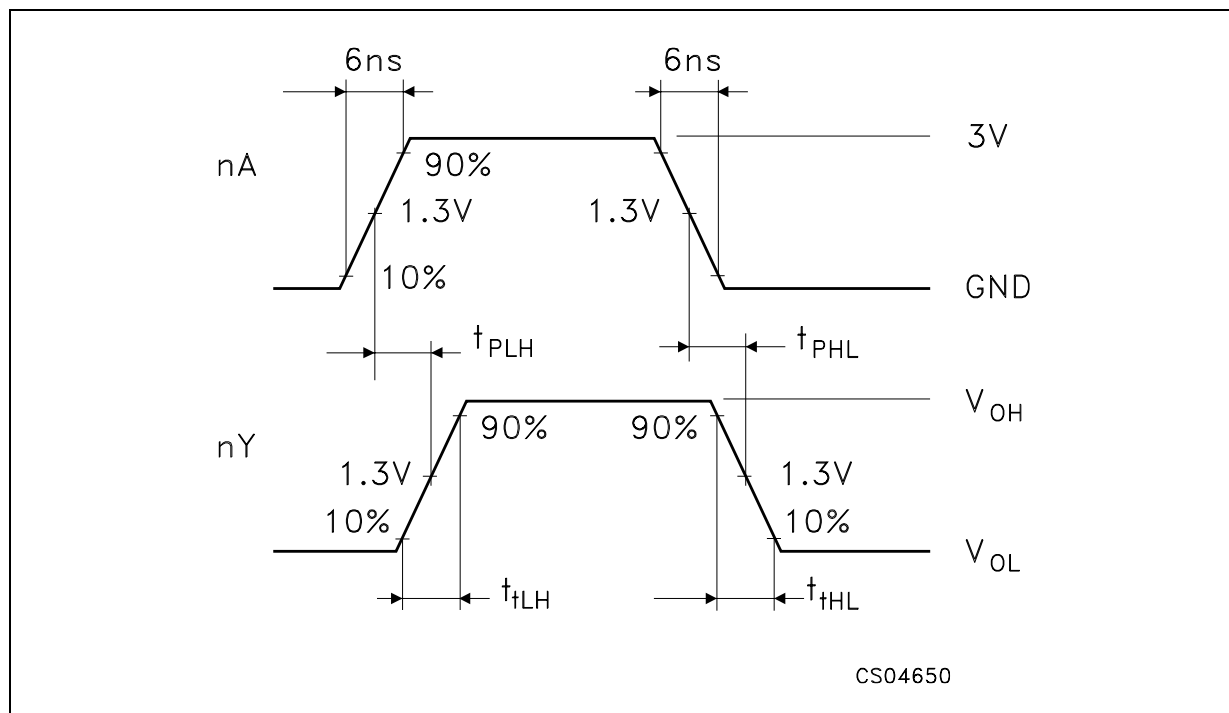 6ns 6ns
3V
nA
90%
1.3V 1.3V
10%
GND
tPLH tPHL
VOH
90% 90%
nY
1.3V 1.3V
10% 10%
VOL
ttLH ttHL
CS04650